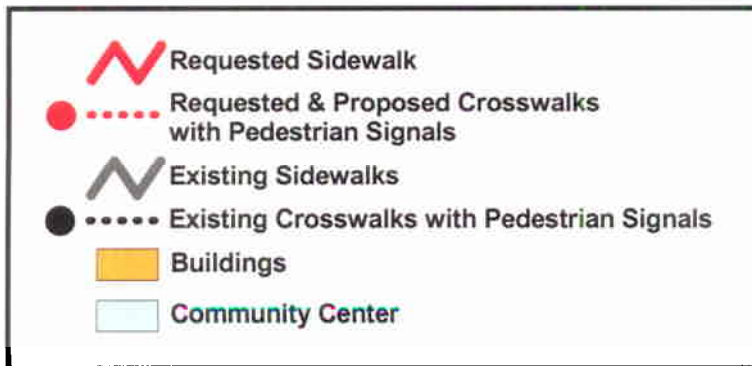 Requested Sidewalk
Requested & Proposed Crosswalks
with Pedestrian Signals
Existing Sidewalks
Existing Crosswalks with Pedestrian Signals
Buildings
Community Center